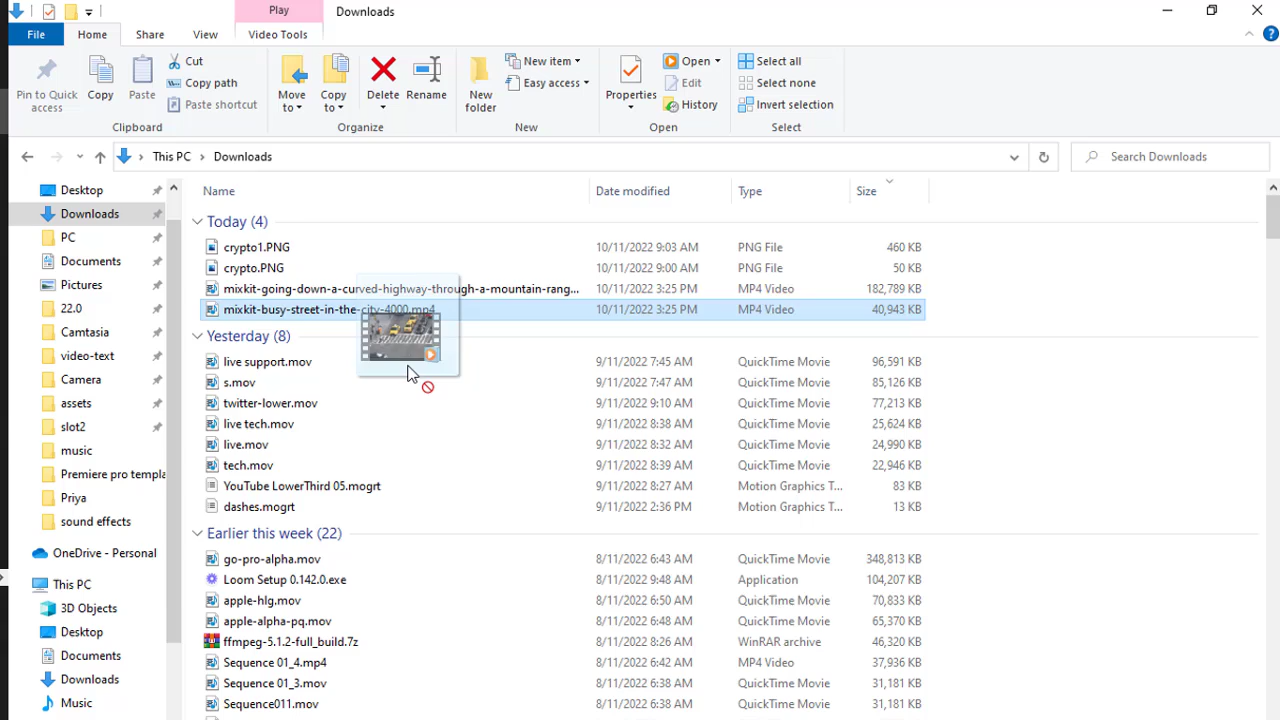 Play
Downloads
File
Home
Share
View
Video Tools
Pin to Quick access
Copy
Paste
Cut
Copy path
Paste shortcut
Clipboard
Move to
Copy to
Delete
Rename
Organize
New folder
New item
Easy access
New
Properties
Open
Edit
History
Open
Select all
Select none
Invert selection
Select
This PC
Downloads
Search Downloads
Desktop
Downloads
PC
Documents
Pictures
22.0
Camtasia
video-text
Camera
assets
slot2
music
Premiere pro templa
Priya
sound effects
OneDrive - Personal
This PC
3D Objects
Desktop
Documents
Downloads
Music
Name Date modified Type Size
Today (4)
crypto1.PNG 10/11/2022 9:03 AM PNG File 460 KB
crypto.PNG 10/11/2022 9:00 AM PNG File 50 KB
mixkit-going-down-a-curved-highway-through-a-mountain-rang... 10/11/2022 3:25 PM MP4 Video 182,789 KB
mixkit-busy-street-in-the-city-4000.mp4 10/11/2022 3:25 PM MP4 Video 40,943 KB
Yesterday (8)
live support.mov 9/11/2022 7:45 AM QuickTime Movie 96,591 KB
s.mov 9/11/2022 7:47 AM QuickTime Movie 85,126 KB
twitter-lower.mov 9/11/2022 9:10 AM QuickTime Movie 77,213 KB
live tech.mov 9/11/2022 8:38 AM QuickTime Movie 25,624 KB
live.mov 9/11/2022 8:32 AM QuickTime Movie 24,990 KB
tech.mov 9/11/2022 8:39 AM QuickTime Movie 22,946 KB
YouTube LowerThird 05.mogrt 9/11/2022 8:27 AM Motion Graphics T... 83 KB
dashes.mogrt 9/11/2022 2:36 PM Motion Graphics T... 13 KB
Earlier this week (22)
go-pro-alpha.mov 8/11/2022 6:43 AM QuickTime Movie 348,813 KB
Loom Setup 0.142.0.exe 8/11/2022 9:48 AM Application 104,207 KB
apple-hlg.mov 8/11/2022 6:50 AM QuickTime Movie 70,833 KB
apple-alpha-pq.mov 8/11/2022 6:48 AM QuickTime Movie 65,370 KB
ffmpeg-5.1.2-full_build.7z 8/11/2022 8:26 AM WinRAR archive 46,320 KB
Sequence 01_4.mp4 8/11/2022 6:42 AM MP4 Video 37,936 KB
Sequence 01_3.mov 8/11/2022 6:38 AM QuickTime Movie 31,181 KB
Sequence011.mov 8/11/2022 6:38 AM QuickTime Movie 31,181 KB